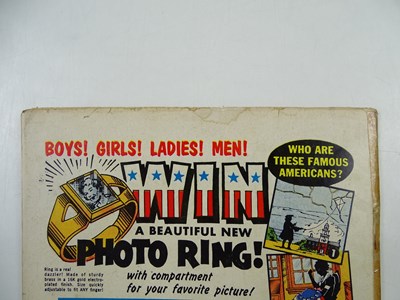 BOYS! GIRLS! LADIES! MEN!
WIN
A BEAUTIFUL NEW
PHOTO RING!
with compartment
for your favorite picture!
WHO ARE
THESE FAMOUS
AMERICANS?
Ring is a real
dazzler! Made of sturdy
brass in a 14K gold electro-
plated finish. Size quickly
adjustable to fit ANY finger!